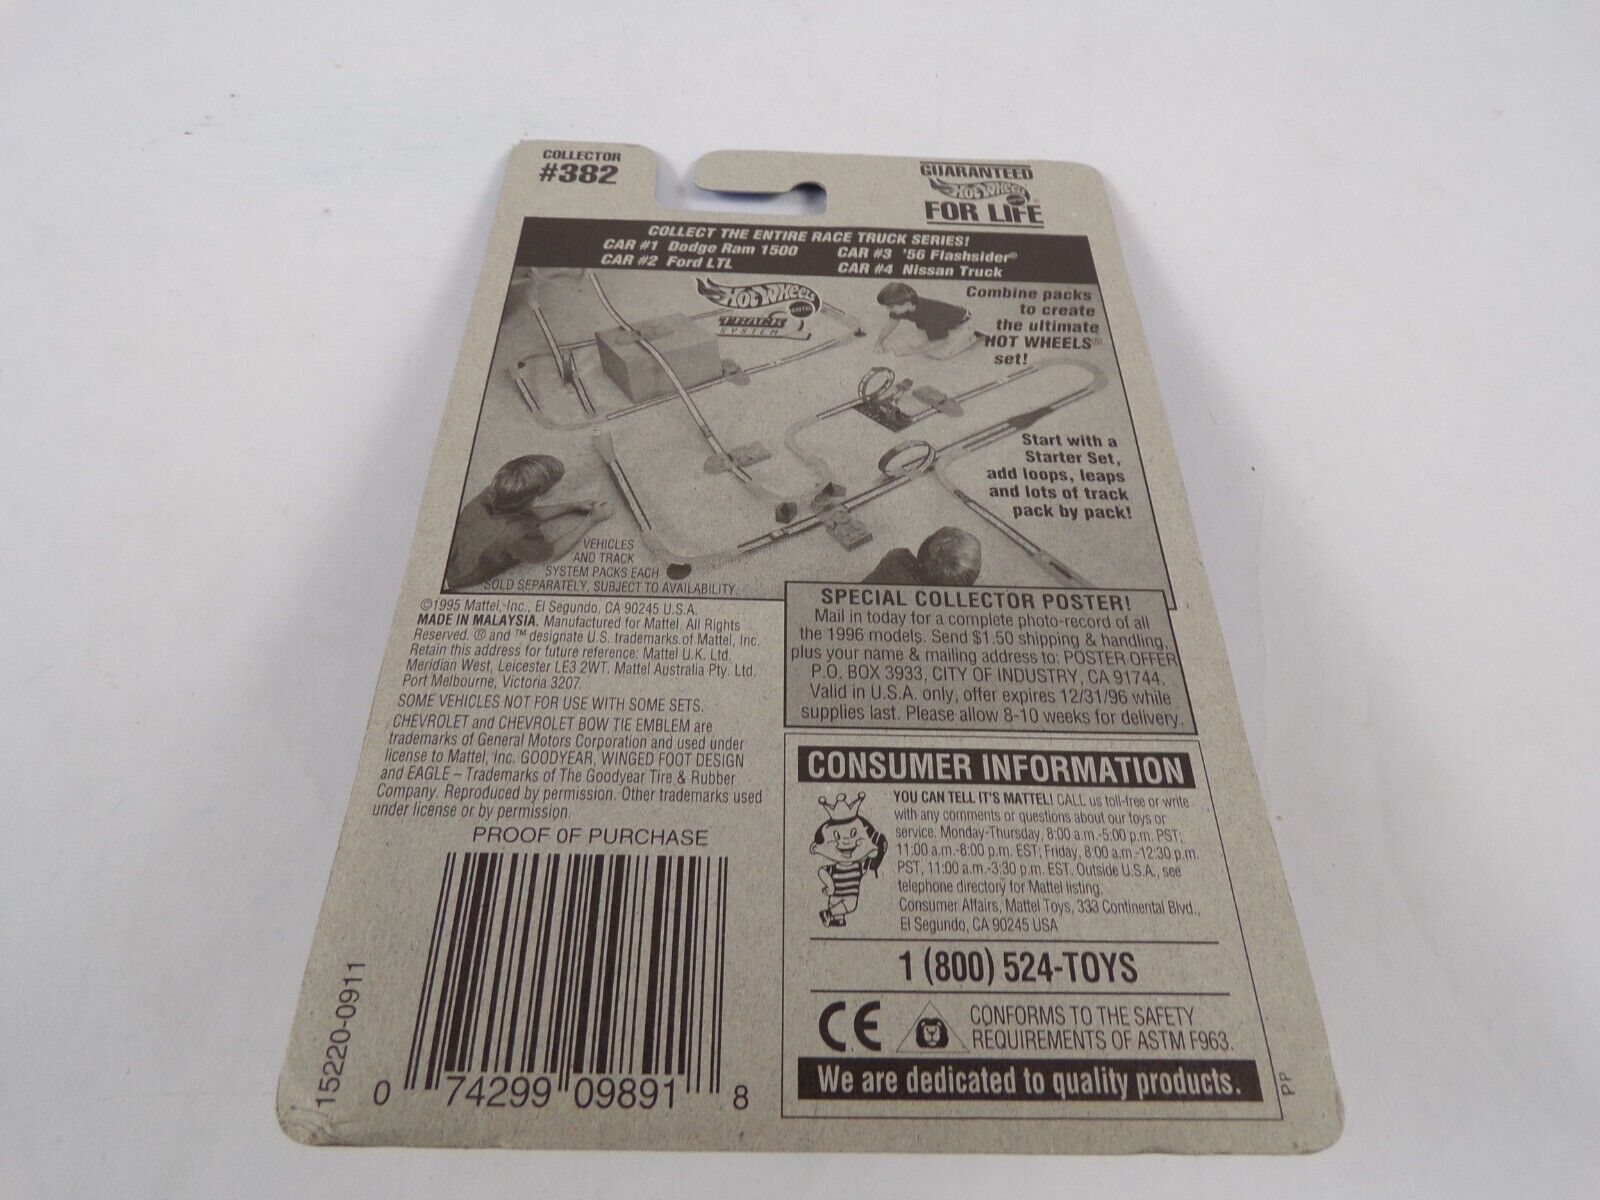 COLLECTOR
#382
GUARANTEED
HOT WHEELS
FOR LIFE
COLLECT THE ENTIRE RACE TRUCK SERIES!
CAR #1 Dodge Ram 1500
CAR #2 Ford LTL
CAR #3 '56 Flashsider®
CAR #4 Nissan Truck
HOT WHEELS
MATTEL
TRACK
SYSTEM
Combine packs
to create
the ultimate
HOT WHEELS®
set!
Start with a
Starter Set,
add loops, leaps
and lots of track
pack by pack!
VEHICLES
AND TRACK
SYSTEM PACKS EACH
SOLD SEPARATELY, SUBJECT TO AVAILABILITY.
©1995 Mattel, Inc., El Segundo, CA 90245 U.S.A.
MADE IN MALAYSIA. Manufactured for Mattel. All Rights
Reserved. ® and ™ designate U.S. trademarks of Mattel, Inc.
Retain this address for future reference: Mattel U.K. Ltd.
Meridian West, Leicester LE3 2WT. Mattel Australia Pty. Ltd.
Port Melbourne, Victoria 3207.
SOME VEHICLES NOT FOR USE WITH SOME SETS.
CHEVROLET and CHEVROLET BOW TIE EMBLEM are
trademarks of General Motors Corporation and used under
license to Mattel, Inc. GOODYEAR, WINGED FOOT DESIGN
and EAGLE – Trademarks of The Goodyear Tire & Rubber
Company. Reproduced by permission. Other trademarks used
under license or by permission.
PROOF OF PURCHASE
15220-0911
0 74299 09891 8
SPECIAL COLLECTOR POSTER!
Mail in today for a complete photo-record of all
the 1996 models. Send $1.50 shipping & handling,
plus your name & mailing address to: POSTER OFFER
P.O. BOX 3933, CITY OF INDUSTRY, CA 91744.
Valid in U.S.A. only, offer expires 12/31/96 while
supplies last. Please allow 8-10 weeks for delivery.
CONSUMER INFORMATION
YOU CAN TELL IT'S MATTEL! CALL us toll-free or write
with any comments or questions about our toys or
service. Monday-Thursday, 8:00 a.m.-5:00 p.m. PST;
11:00 a.m.-8:00 p.m. EST; Friday, 8:00 a.m.-12:30 p.m.
PST, 11:00 a.m.-3:30 p.m. EST. Outside U.S.A., see
telephone directory for Mattel listing.
Consumer Affairs, Mattel Toys, 333 Continental Blvd.,
El Segundo, CA 90245 USA
1 (800) 524-TOYS
CE
CONFORMS TO THE SAFETY
REQUIREMENTS OF ASTM F963.
We are dedicated to quality products.
PP